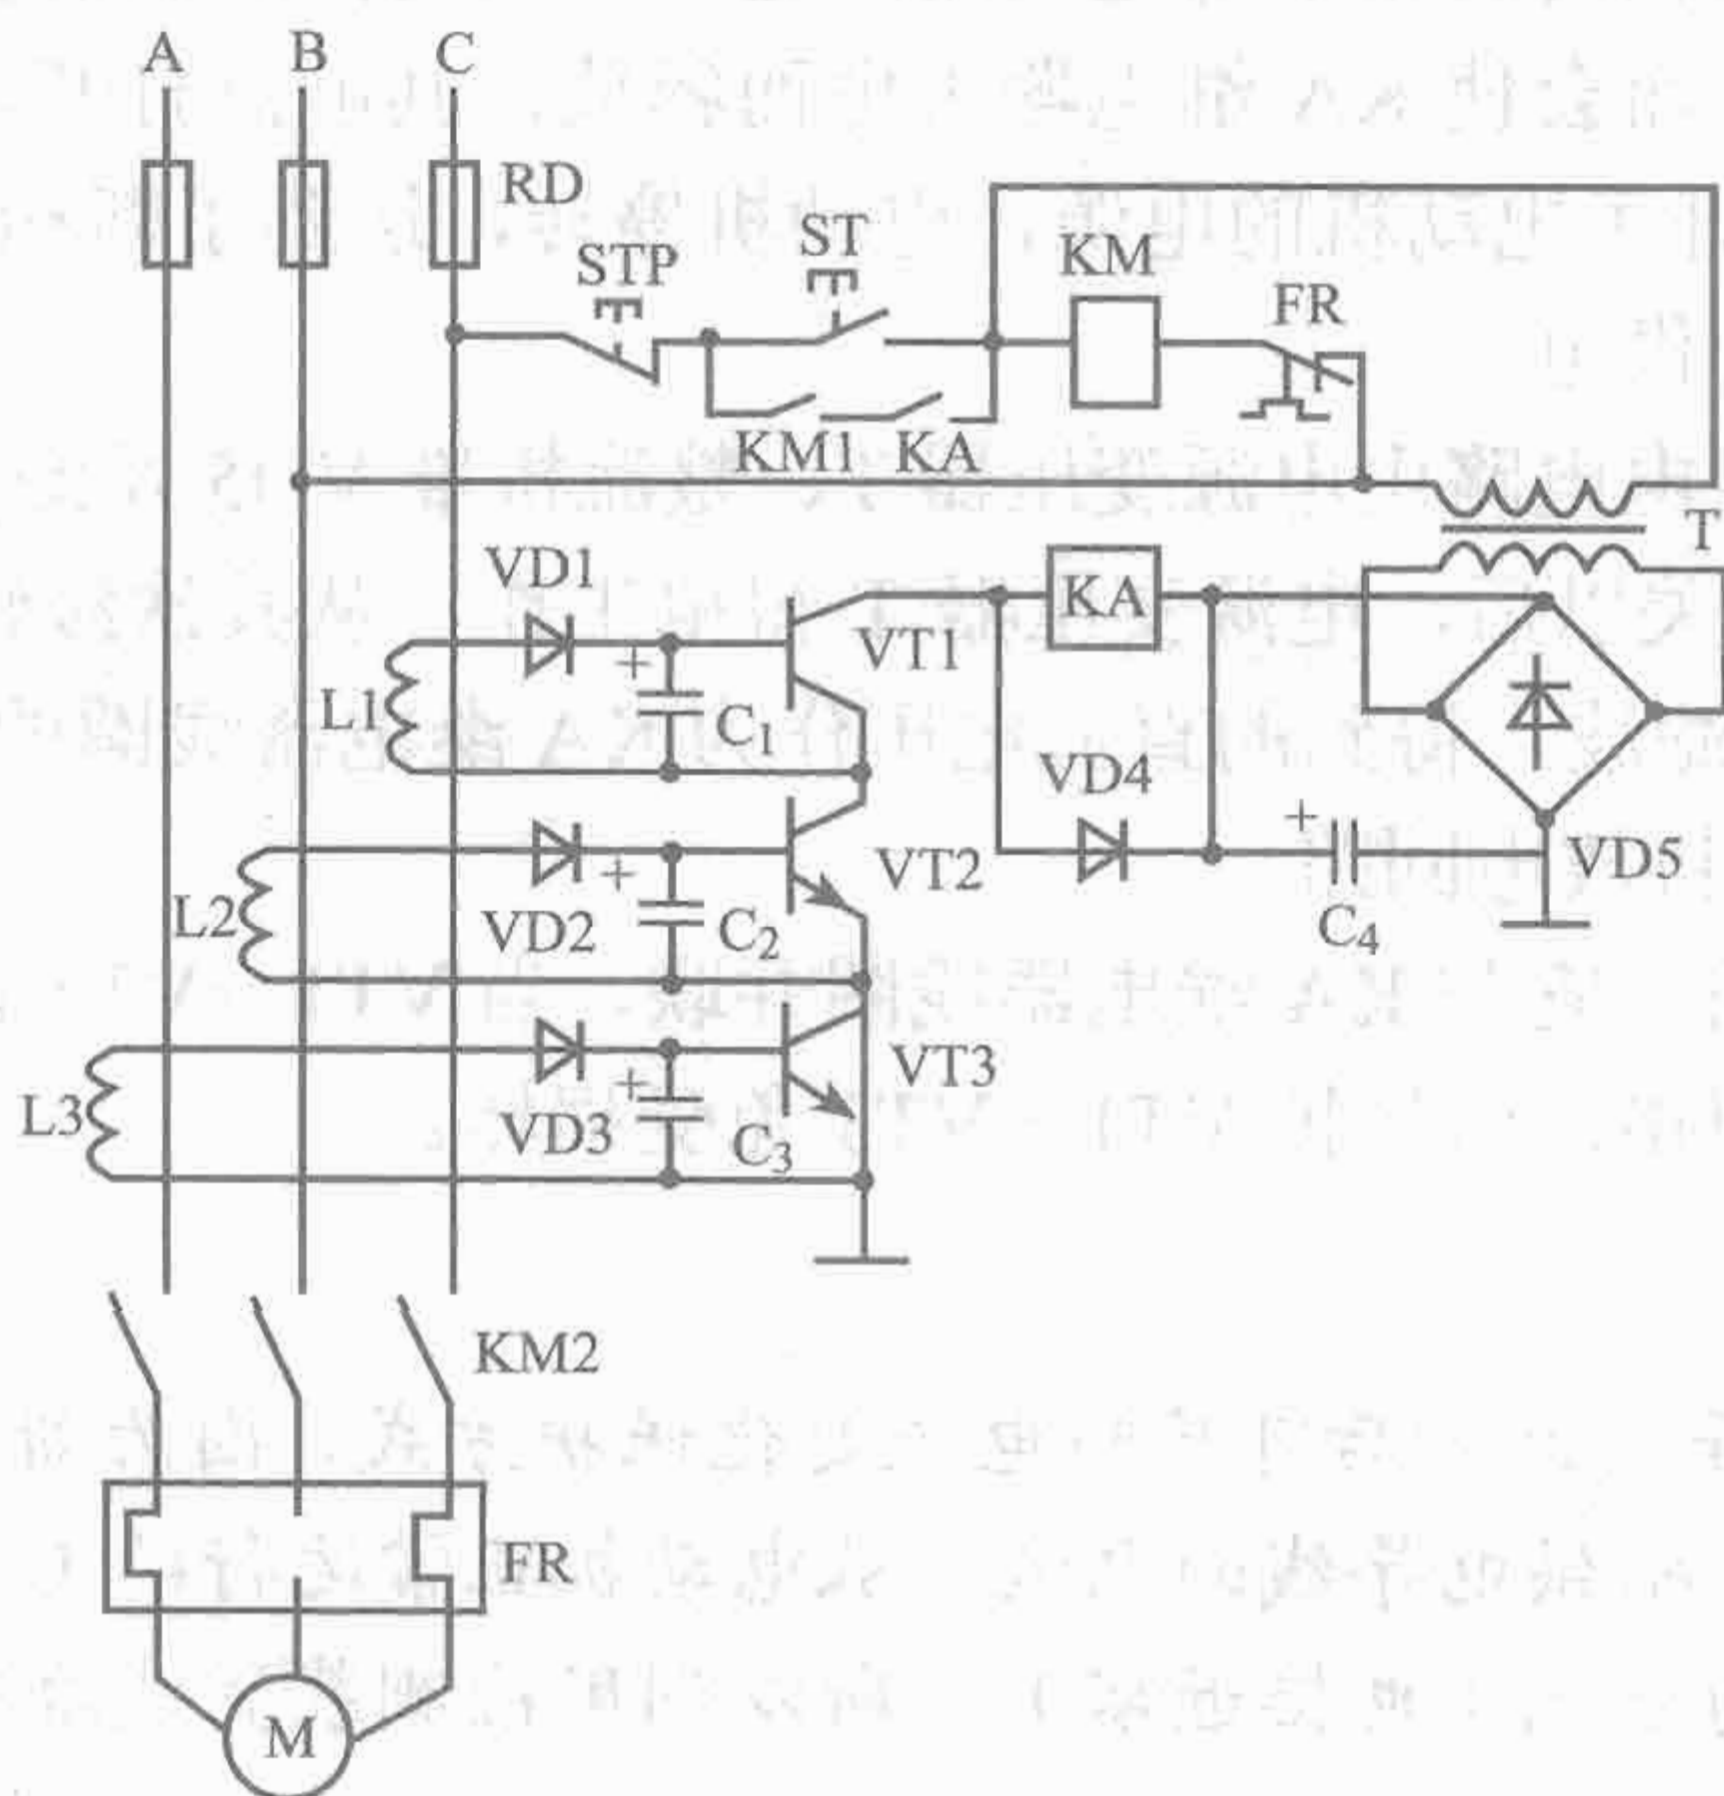 A B C
RD
STP
ST
KM
FR
KM1 KA
T
VD1
KA
VT1
L1
+
C1
VD4
+
VD5
C4
VT2
L2
+
VD2
C2
VT3
L3
+
VD3
C3
KM2
FR
M